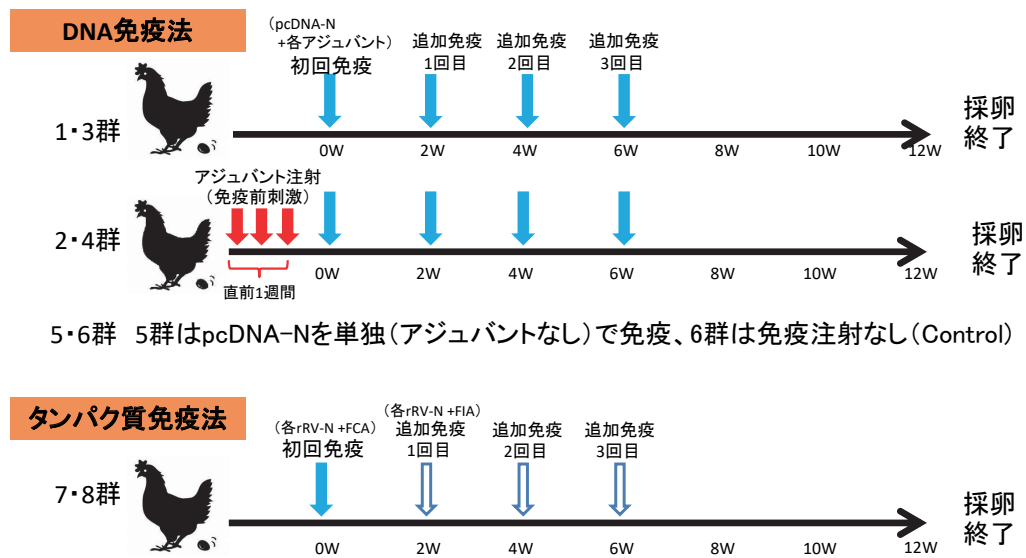 DNA免疫法
(pcDNA-N
+各アジュバント)
初回免疫
追加免疫
1回目
追加免疫
2回目
追加免疫
3回目
1・3群
0W 2W 4W 6W 8W 10W 12W
採卵
終了
アジュバント注射
(免疫前刺激)
2・4群
0W 2W 4W 6W 8W 10W 12W
直前1週間
採卵
終了
5・6群 5群はpcDNA-Nを単独(アジュバントなし)で免疫、6群は免疫注射なし(Control)
タンパク質免疫法
(各rRV-N +FCA)
初回免疫
(各rRV-N +FIA)
追加免疫
1回目
追加免疫
2回目
追加免疫
3回目
7・8群
0W 2W 4W 6W 8W 10W 12W
採卵
終了